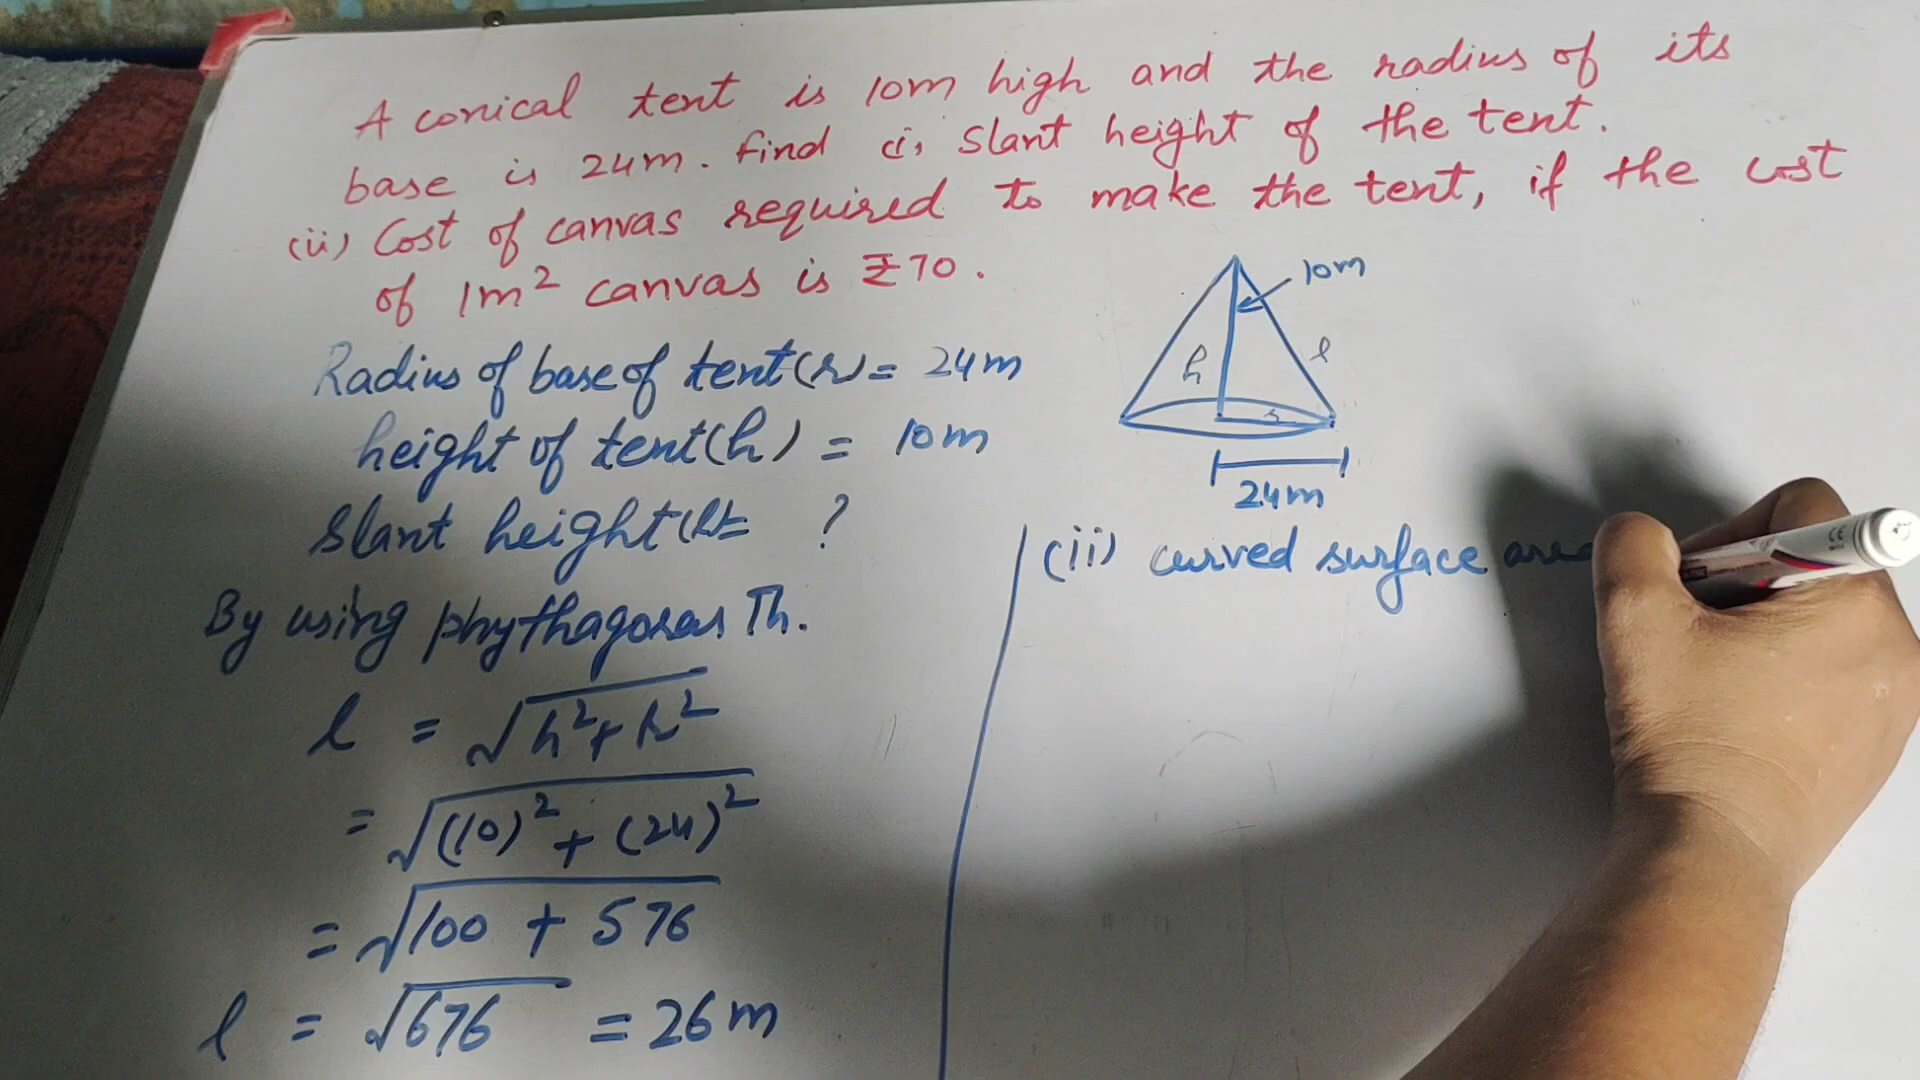 A conical tent is 10m high and the radius of its
base is 24m. find (i) Slant height of the tent.
(ii) Cost of canvas required to make the tent, if the cost
of 1m² canvas is ₹70.
10m
h
l
r
24m
Radius of base of tent(r)= 24m
height of tent(h) = 10m
Slant height(l)= ?
By using phythagoras Th.
l = √h²+r²
= √(10)²+(24)²
= √100 + 576
l = √676 = 26m
(ii) curved surface area